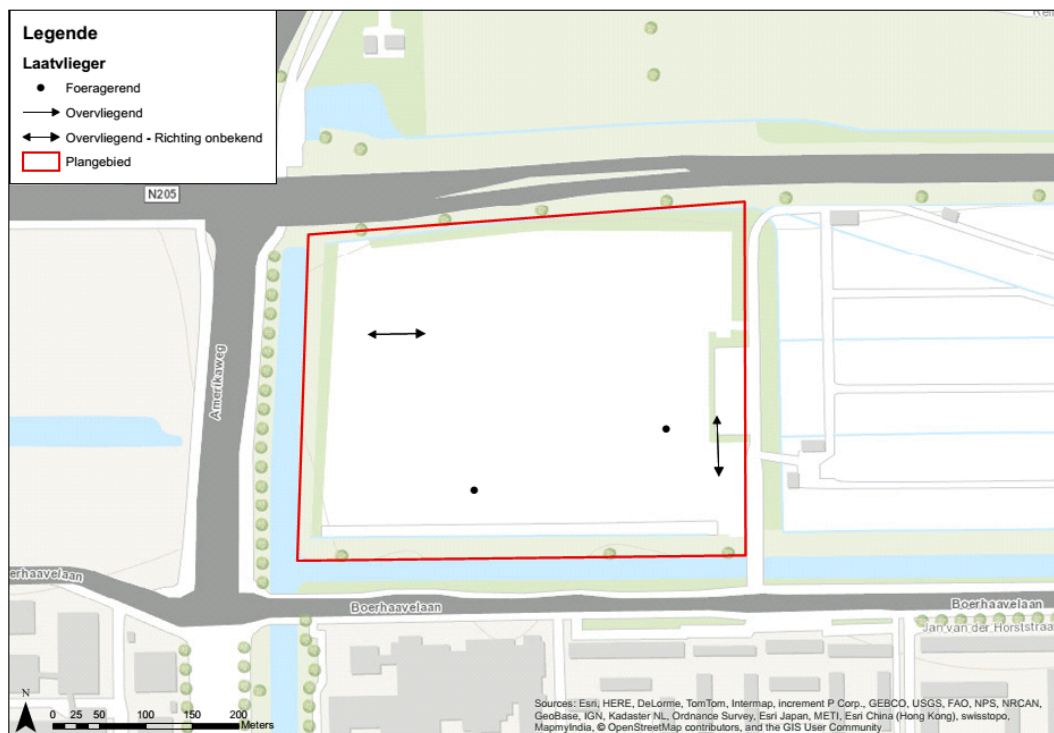 Legende
Laatvlieger
Foeragerend
Overvliegend
Overvliegend - Richting onbekend
Plangebied
N205
Amerikaweg
Boerhaavelaan
Boerhaavelaan
Jan van der Horststraa
N
0 25 50 100 150 200
Meters
Sources: Esri, HERE, DeLorme, TomTom, Intermap, increment P Corp., GEBCO, USGS, FAO, NPS, NRCAN,
GeoBase, IGN, Kadaster NL, Ordnance Survey, Esri Japan, METI, Esri China (Hong Kong), swisstopo,
MapmyIndia, © OpenStreetMap contributors, and the GIS User Community